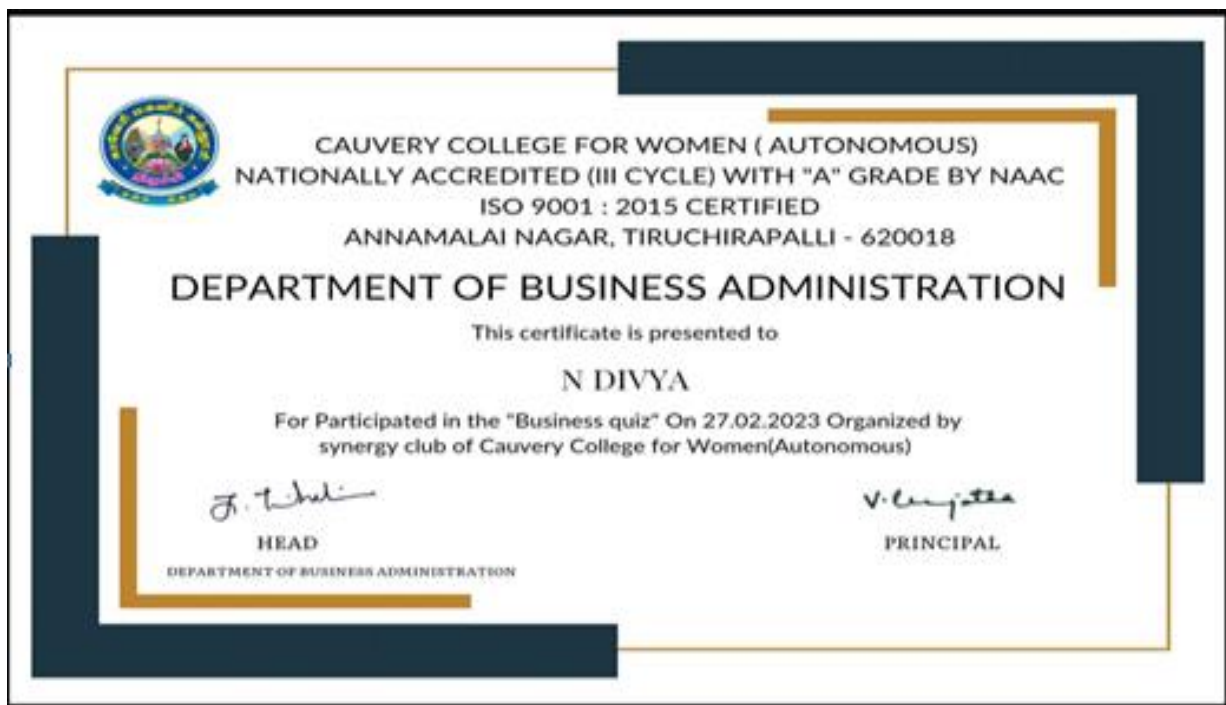 CAUVERY COLLEGE FOR WOMEN ( AUTONOMOUS)
NATIONALLY ACCREDITED (III CYCLE) WITH "A" GRADE BY NAAC
ISO 9001 : 2015 CERTIFIED
ANNAMALAI NAGAR, TIRUCHIRAPALLI - 620018
DEPARTMENT OF BUSINESS ADMINISTRATION
This certificate is presented to
N DIVYA
For Participated in the "Business quiz" On 27.02.2023 Organized by
synergy club of Cauvery College for Women(Autonomous)
HEAD
DEPARTMENT OF BUSINESS ADMINISTRATION
PRINCIPAL